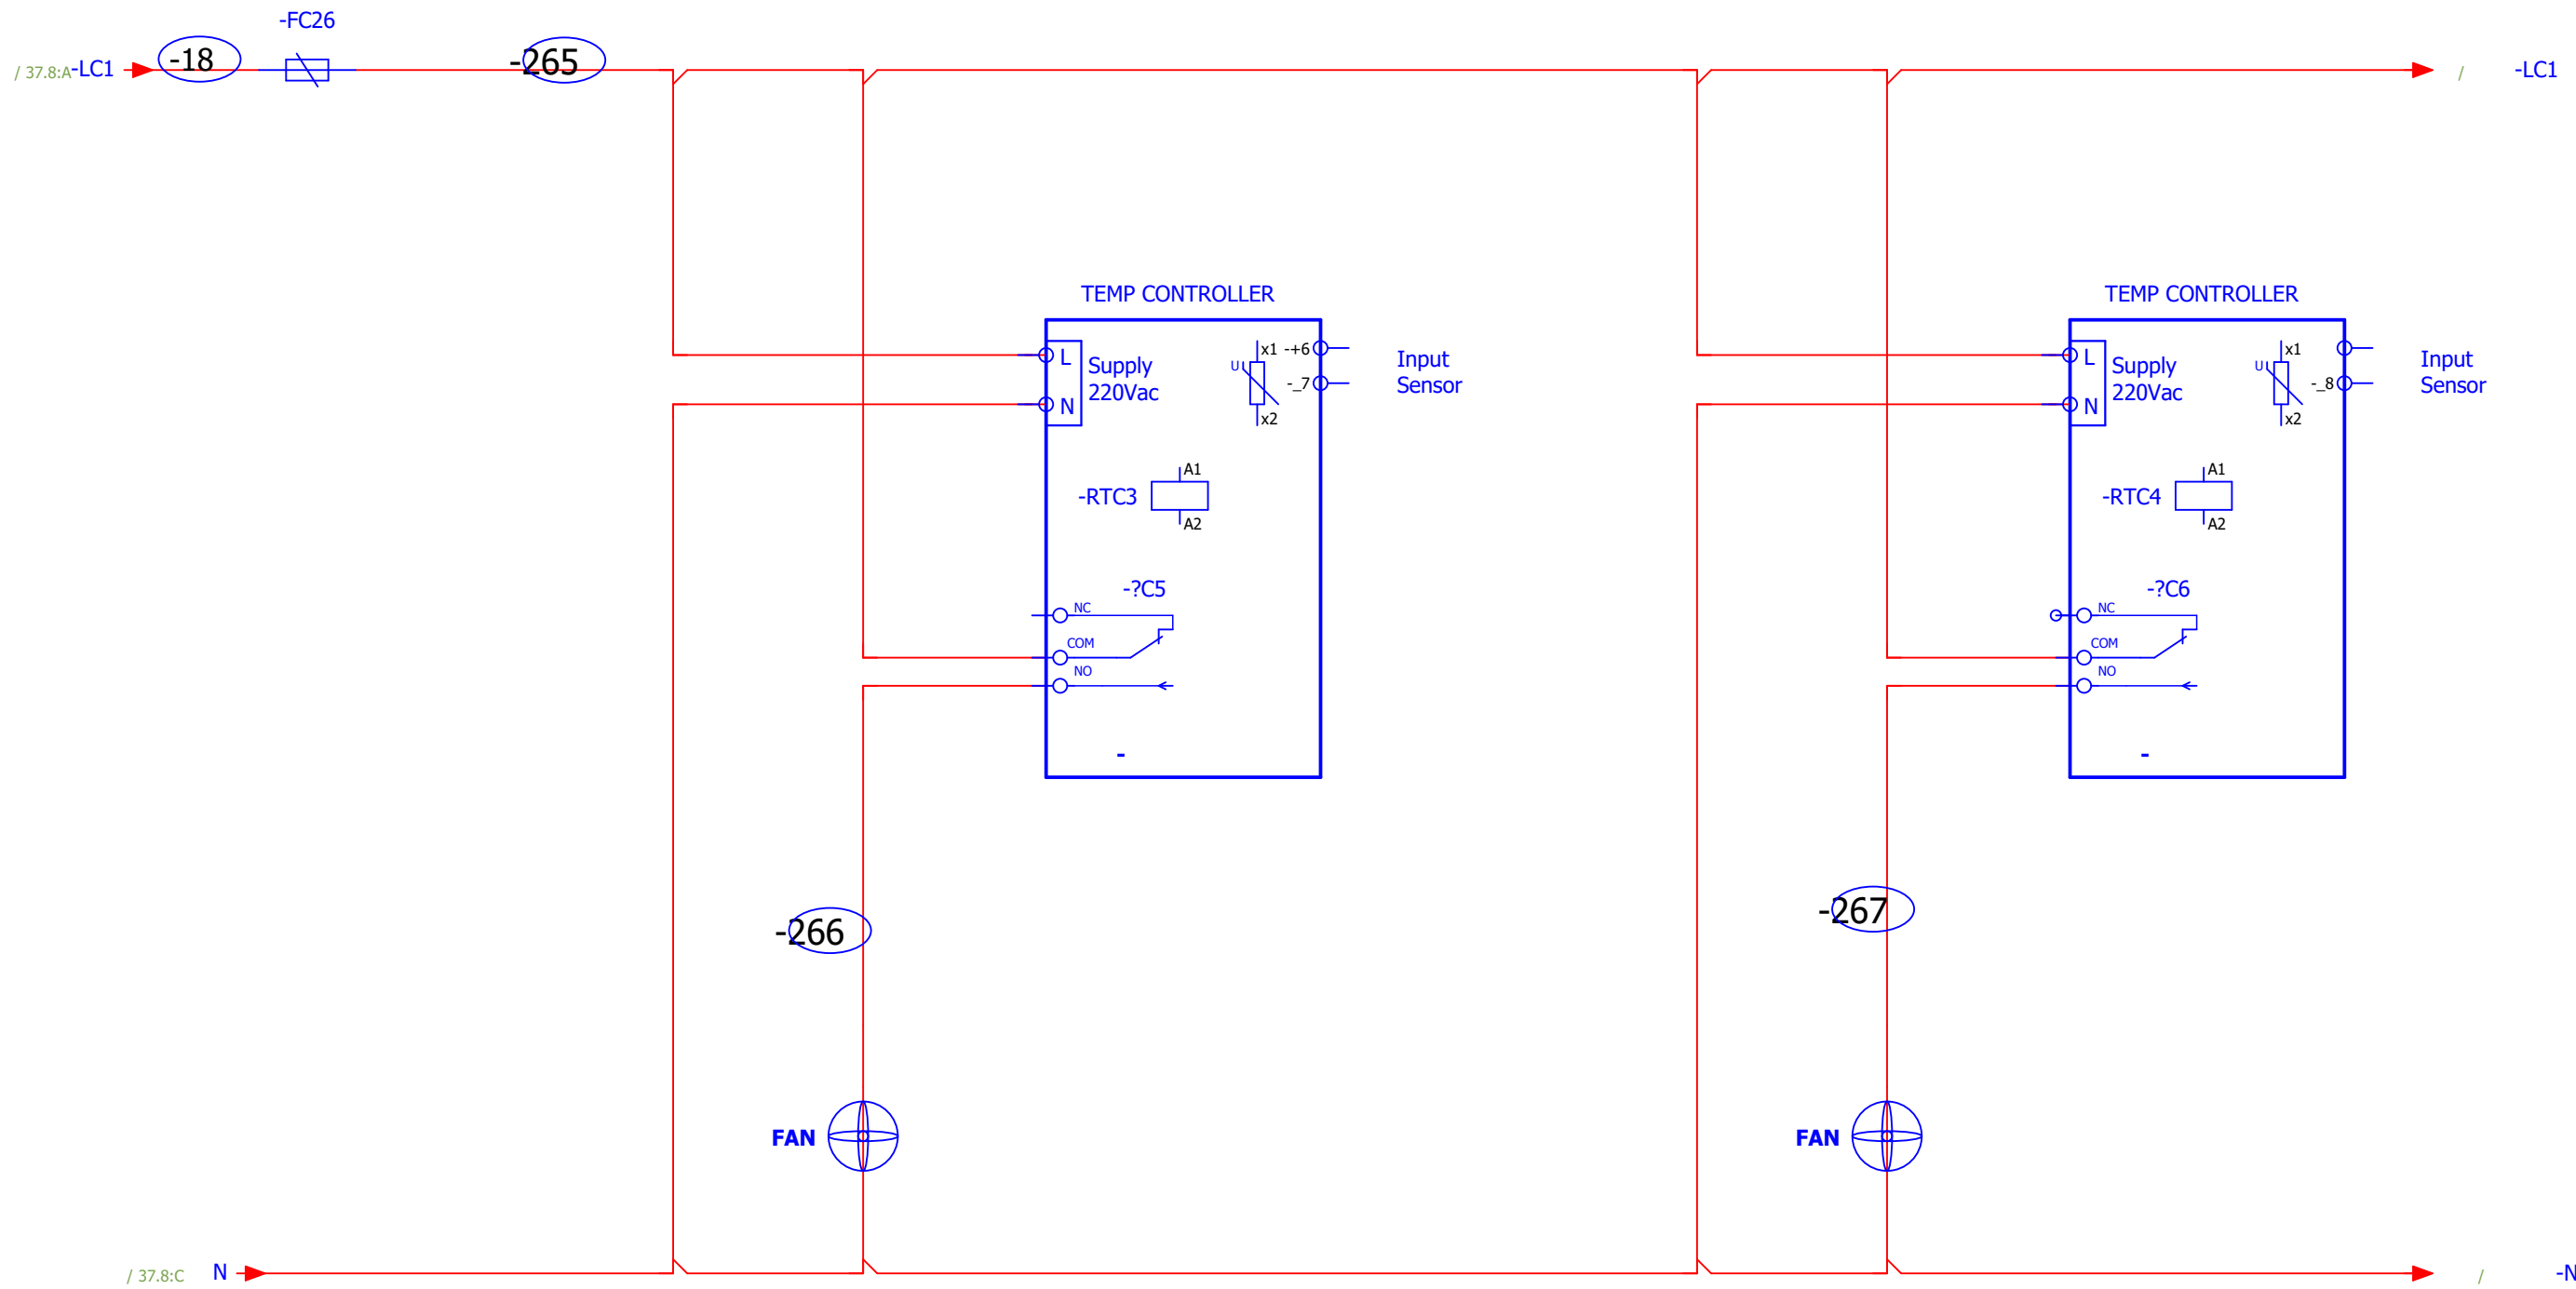 -FC26
/ 37.8:A
-LC1
-18
-265
/
-LC1
TEMP CONTROLLER
L
N
Supply
220Vac
x1
-+6
U
-_7
x2
Input
Sensor
-RTC3
A1
A2
-?C5
NC
COM
NO
-
TEMP CONTROLLER
L
N
Supply
220Vac
x1
U
-_8
x2
Input
Sensor
-RTC4
A1
A2
-?C6
NC
COM
NO
-
-266
-267
FAN
FAN
/ 37.8:C
N
/
-N